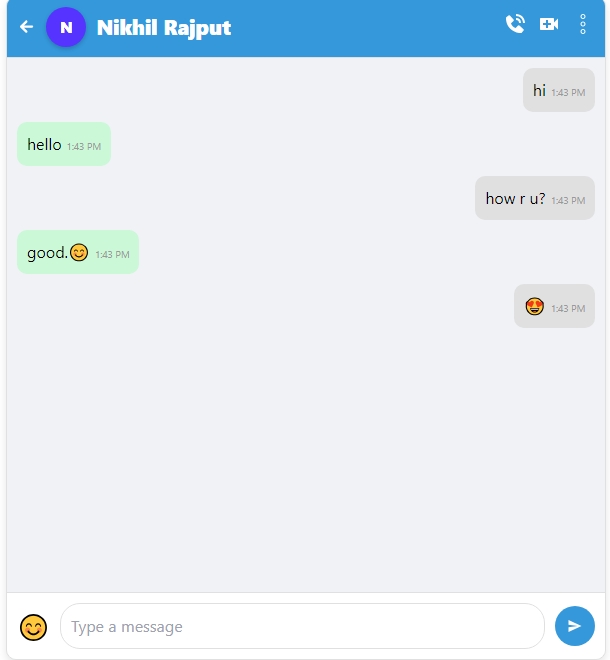 N Nikhil Rajput
hi 1:43 PM
hello 1:43 PM
how r u? 1:43 PM
good.😊 1:43 PM
😍 1:43 PM
Type a message